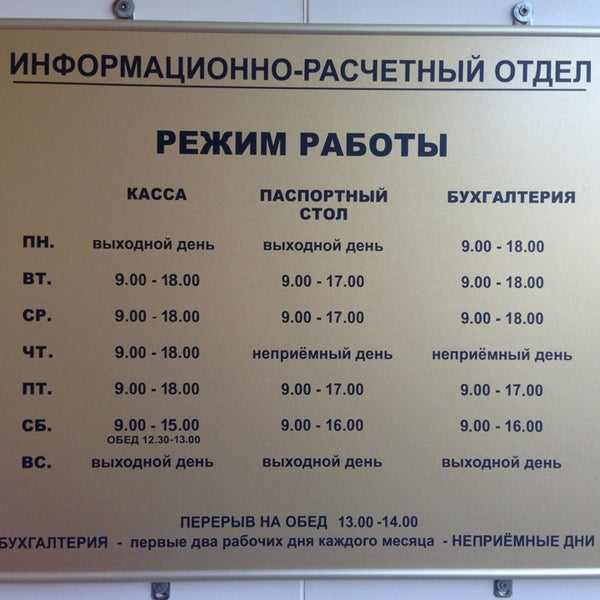 ИНФОРМАЦИОННО-РАСЧЕТНЫЙ ОТДЕЛ
РЕЖИМ РАБОТЫ
КАССА ПАСПОРТНЫЙ СТОЛ БУХГАЛТЕРИЯ
ПН. выходной день выходной день 9.00 - 18.00
ВТ. 9.00 - 18.00 9.00 - 17.00 9.00 - 18.00
СР. 9.00 - 18.00 9.00 - 17.00 9.00 - 18.00
ЧТ. 9.00 - 18.00 неприёмный день неприёмный день
ПТ. 9.00 - 18.00 9.00 - 17.00 9.00 - 17.00
СБ. 9.00 - 15.00 9.00 - 16.00 9.00 - 16.00
ОБЕД 12.30-13.00
ВС. выходной день выходной день выходной день
ПЕРЕРЫВ НА ОБЕД 13.00 -14.00
БУХГАЛТЕРИЯ - первые два рабочих дня каждого месяца - НЕПРИЁМНЫЕ ДНИ